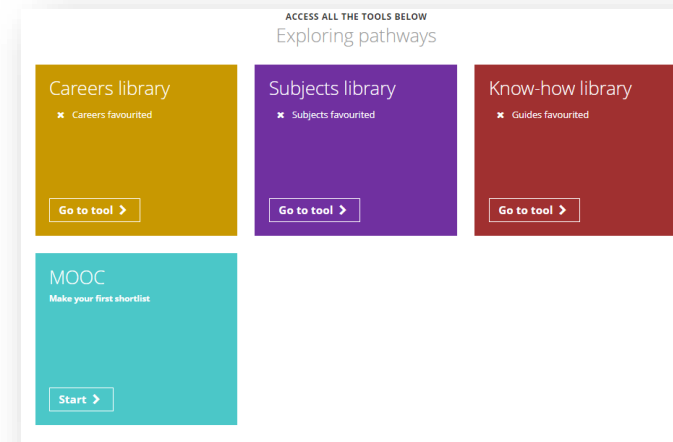 ACCESS ALL THE TOOLS BELOW
Exploring pathways
Careers library
✖ Careers favourited
Go to tool
Subjects library
✖ Subjects favourited
Go to tool
Know-how library
✖ Guides favourited
Go to tool
MOOC
Make your first shortlist
Start